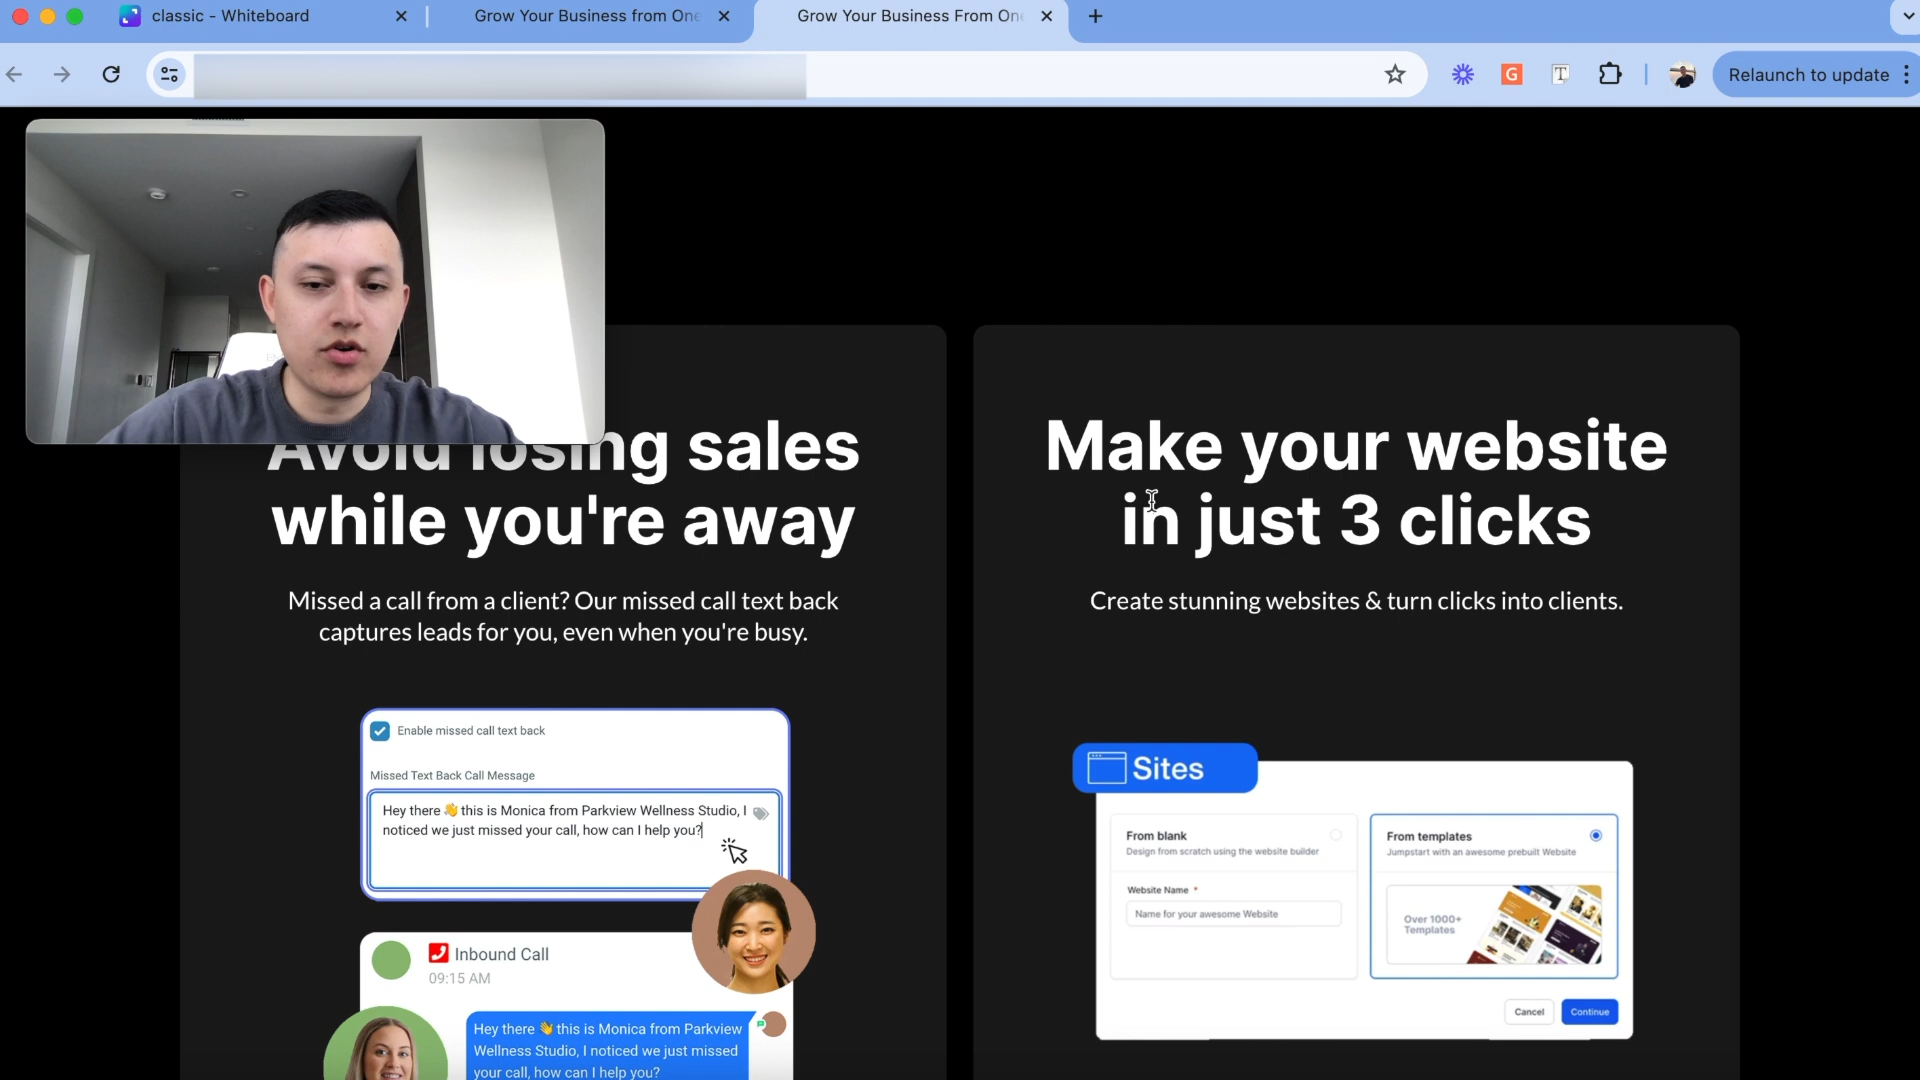 classic - Whiteboard
Grow Your Business from One
Grow Your Business From One
Relaunch to update
G
T
Avoid losing sales
while you're away
Missed a call from a client? Our missed call text back
captures leads for you, even when you're busy.
Enable missed call text back
Missed Text Back Call Message
Hey there 👋 this is Monica from Parkview Wellness Studio, I
noticed we just missed your call, how can I help you?
Inbound Call
09:15 AM
Hey there 👋 this is Monica from Parkview
Wellness Studio, I noticed we just missed
your call, how can I help you?
Make your website
in just 3 clicks
Create stunning websites & turn clicks into clients.
Sites
From blank
Design from scratch using the website builder
Website Name *
Name for your awesome Website
From templates
Jumpstart with an awesome prebuilt Website
Over 1000+
Templates
Cancel
Continue